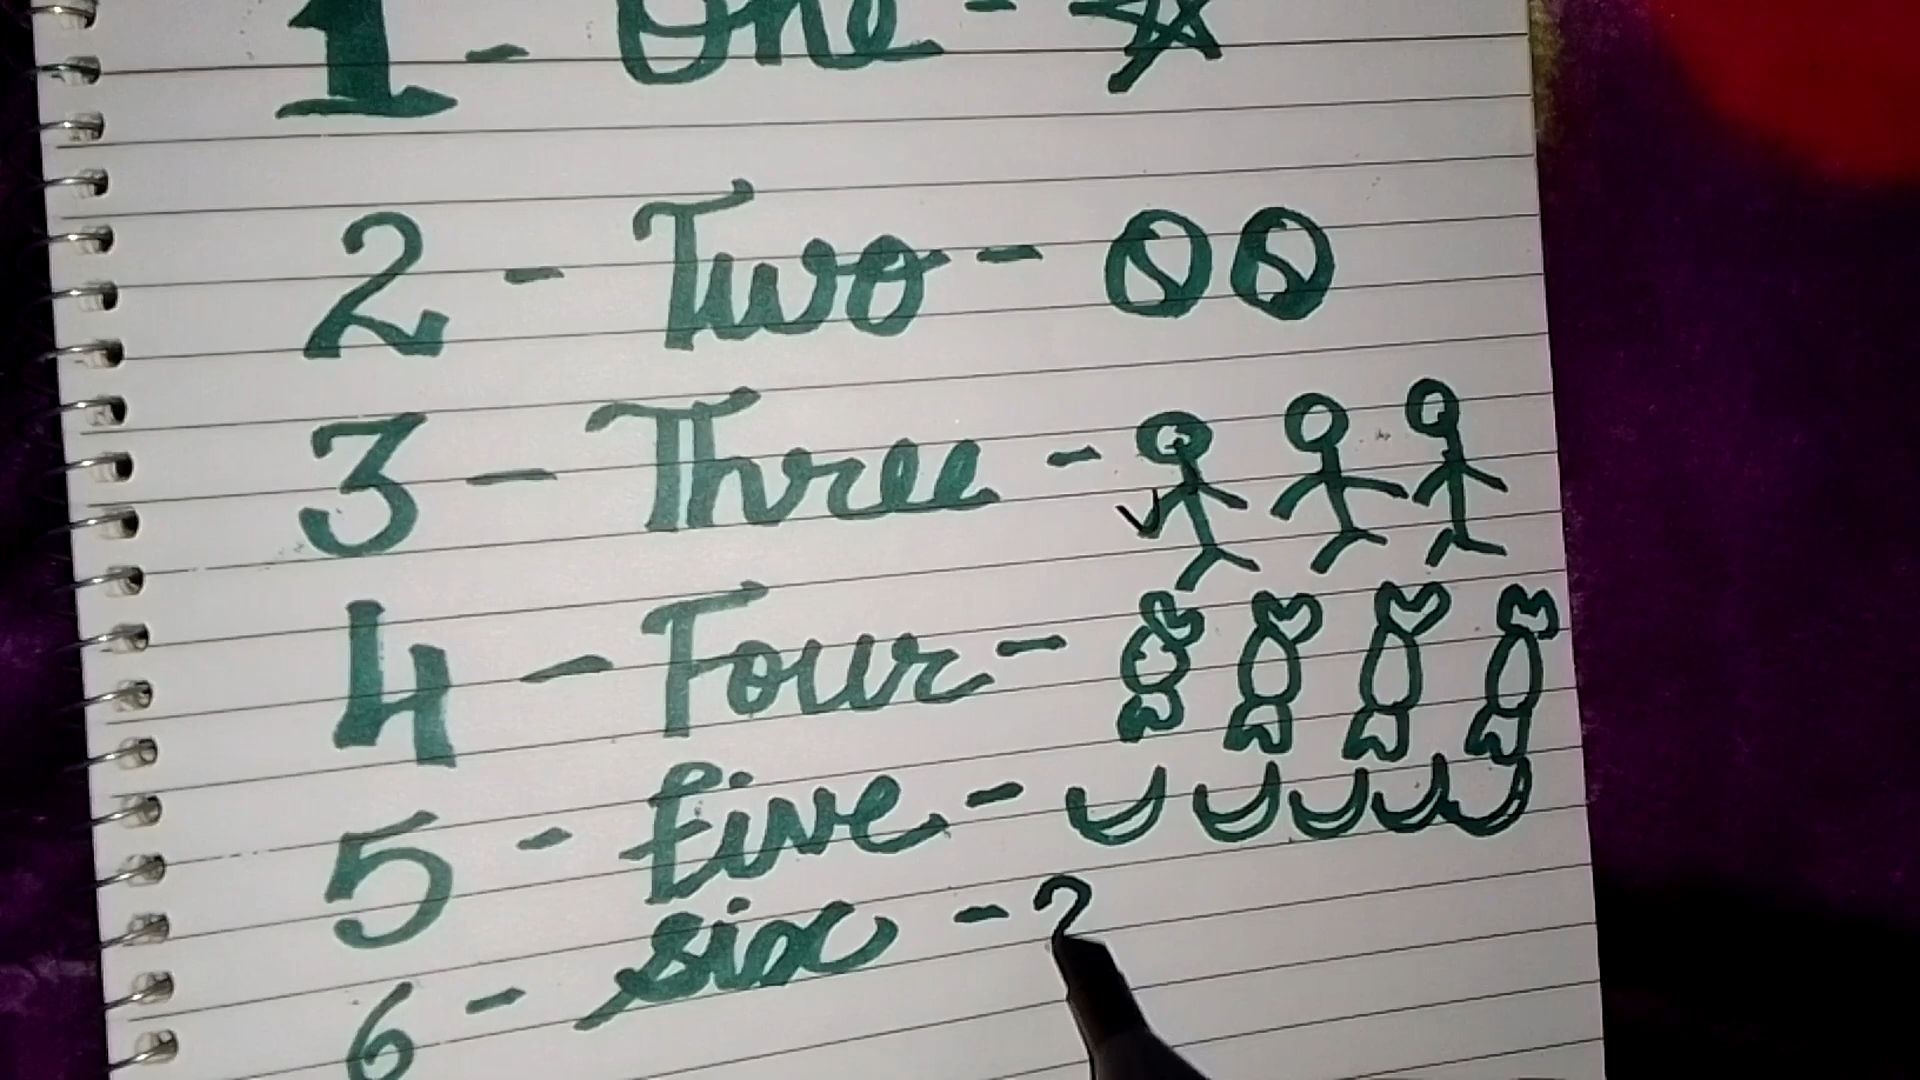 1 - One -
2 - Two -
3 - Three -
4 - Four -
5 - Five -
6 - six - ?